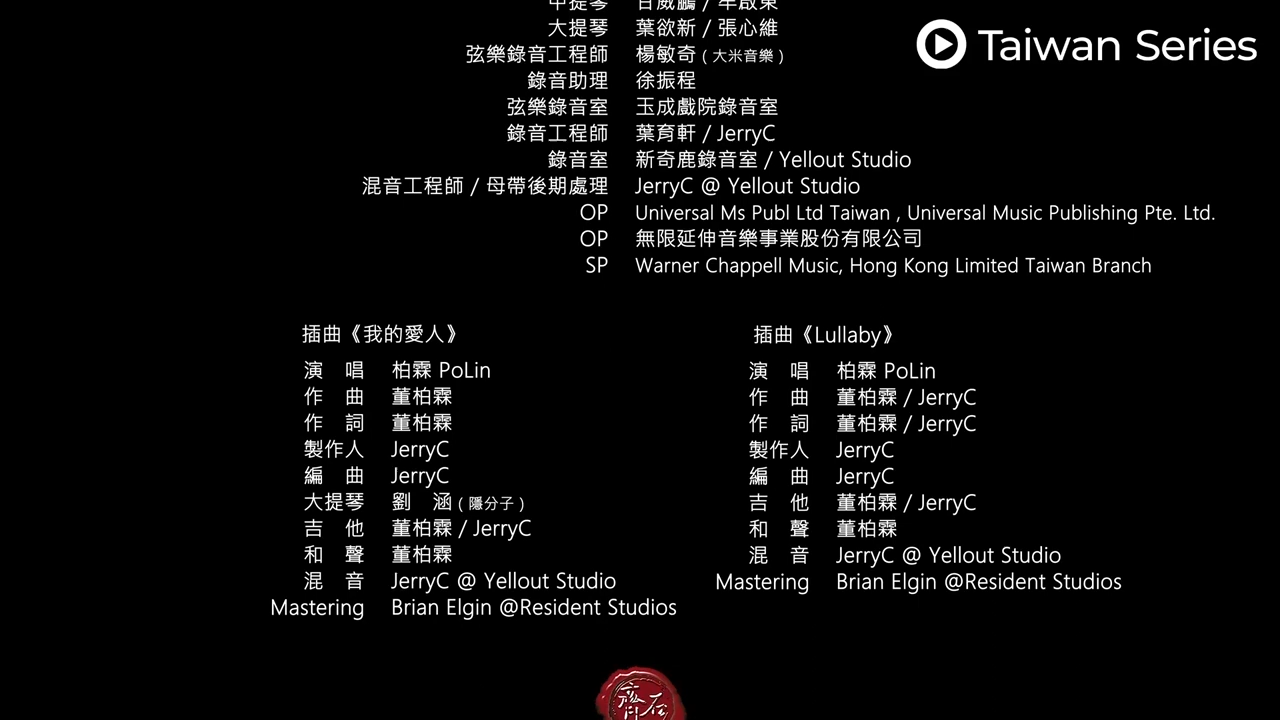 中提琴 甘威鵬 / 牟啟東
大提琴 葉欲新 / 張心維
弦樂錄音工程師 楊敏奇 ( 大米音樂 )
錄音助理 徐振程
弦樂錄音室 玉成戲院錄音室
錄音工程師 葉育軒 / JerryC
錄音室 新奇鹿錄音室 / Yellout Studio
混音工程師 / 母帶後期處理 JerryC @ Yellout Studio
OP Universal Ms Publ Ltd Taiwan , Universal Music Publishing Pte. Ltd.
OP 無限延伸音樂事業股份有限公司
SP Warner Chappell Music, Hong Kong Limited Taiwan Branch
Taiwan Series
插曲《我的愛人》
演 唱 柏霖 PoLin
作 曲 董柏霖
作 詞 董柏霖
製作人 JerryC
編 曲 JerryC
大提琴 劉 涵 ( 隱分子 )
吉 他 董柏霖 / JerryC
和 聲 董柏霖
混 音 JerryC @ Yellout Studio
Mastering Brian Elgin @Resident Studios
插曲《Lullaby》
演 唱 柏霖 PoLin
作 曲 董柏霖 / JerryC
作 詞 董柏霖 / JerryC
製作人 JerryC
編 曲 JerryC
吉 他 董柏霖 / JerryC
和 聲 董柏霖
混 音 JerryC @ Yellout Studio
Mastering Brian Elgin @Resident Studios